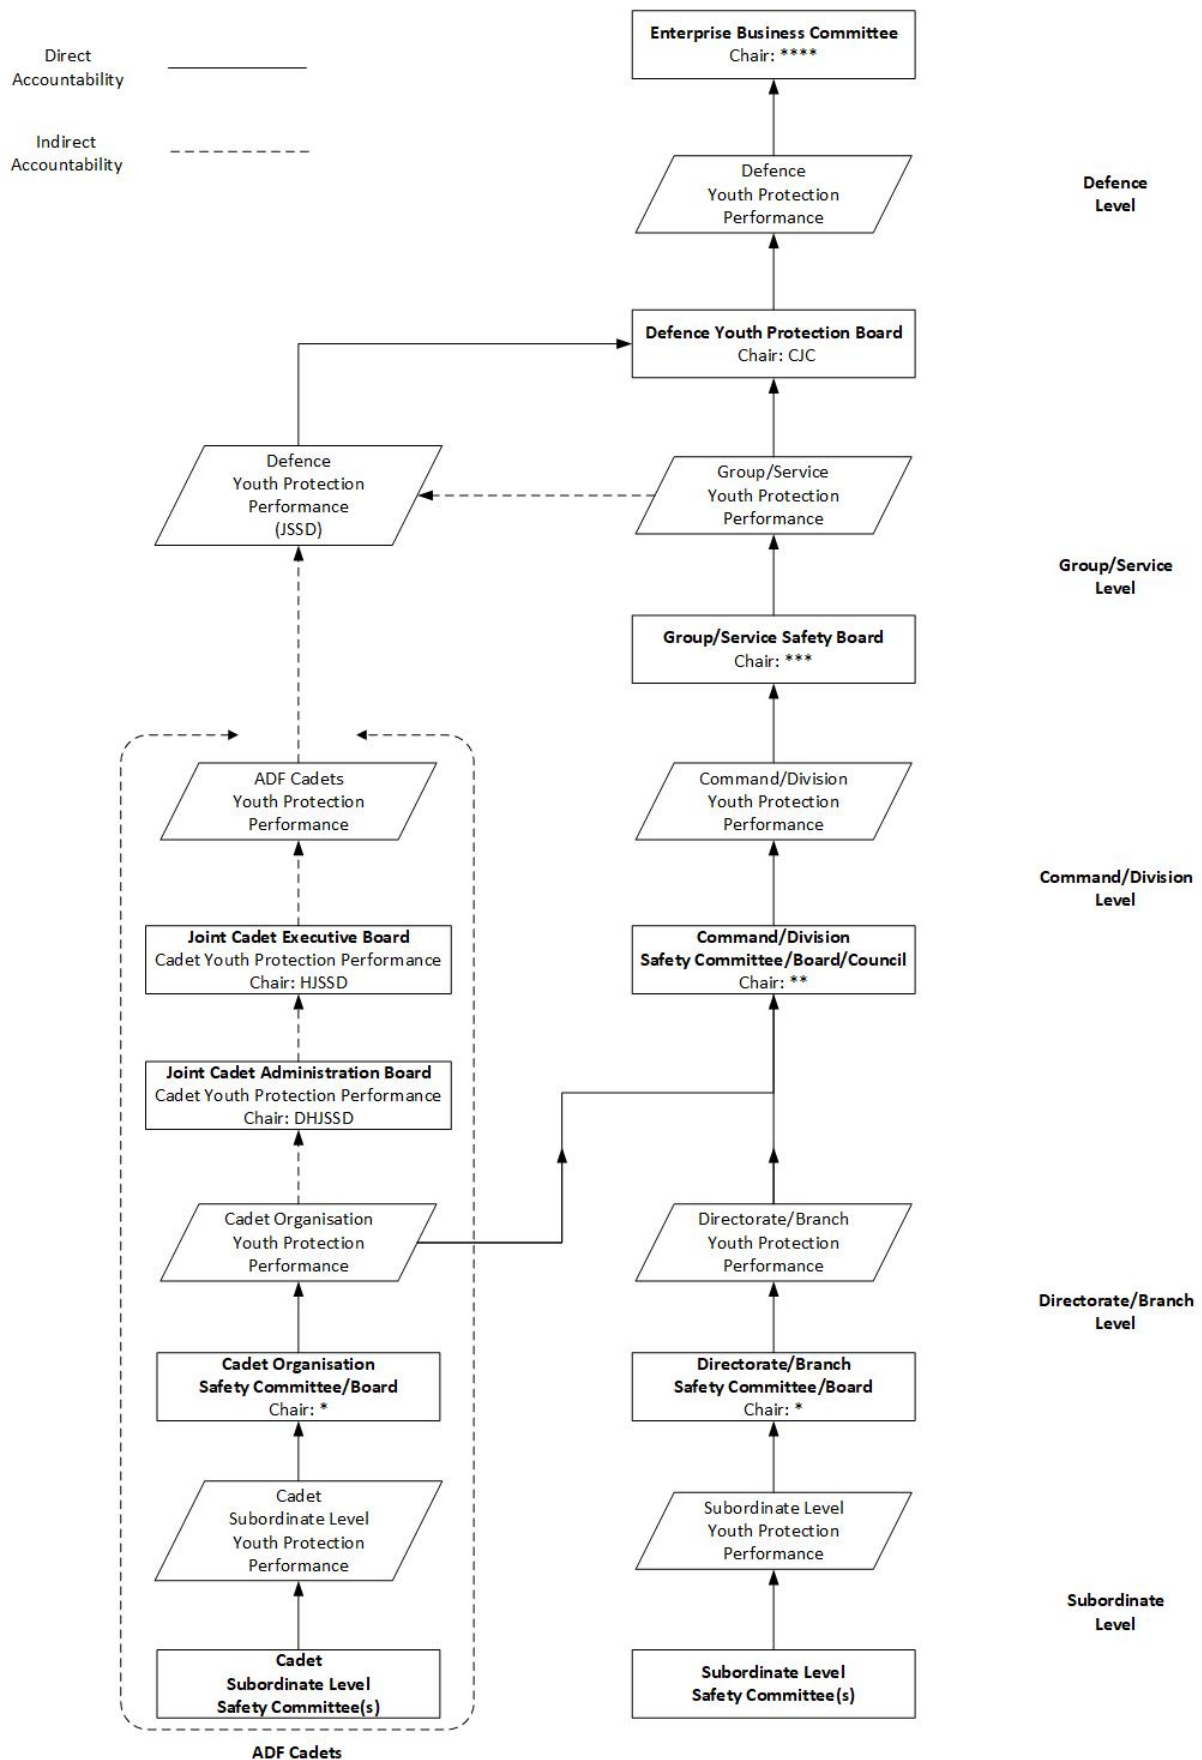 Direct
Accountability
Indirect
Accountability
Enterprise Business Committee
Chair: ****
Defence
Youth Protection
Performance
Defence
Level
Defence Youth Protection Board
Chair: CJC
Defence
Youth Protection
Performance
(JSSD)
Group/Service
Youth Protection
Performance
Group/Service
Level
Group/Service Safety Board
Chair: ***
ADF Cadets
Youth Protection
Performance
Command/Division
Youth Protection
Performance
Command/Division
Level
Joint Cadet Executive Board
Cadet Youth Protection Performance
Chair: HJSSD
Command/Division
Safety Committee/Board/Council
Chair: **
Joint Cadet Administration Board
Cadet Youth Protection Performance
Chair: DHJSSD
Cadet Organisation
Youth Protection
Performance
Directorate/Branch
Youth Protection
Performance
Directorate/Branch
Level
Cadet Organisation
Safety Committee/Board
Chair: *
Directorate/Branch
Safety Committee/Board
Chair: *
Cadet
Subordinate Level
Youth Protection
Performance
Subordinate Level
Youth Protection
Performance
Subordinate
Level
Cadet
Subordinate Level
Safety Committee(s)
Subordinate Level
Safety Committee(s)
ADF Cadets